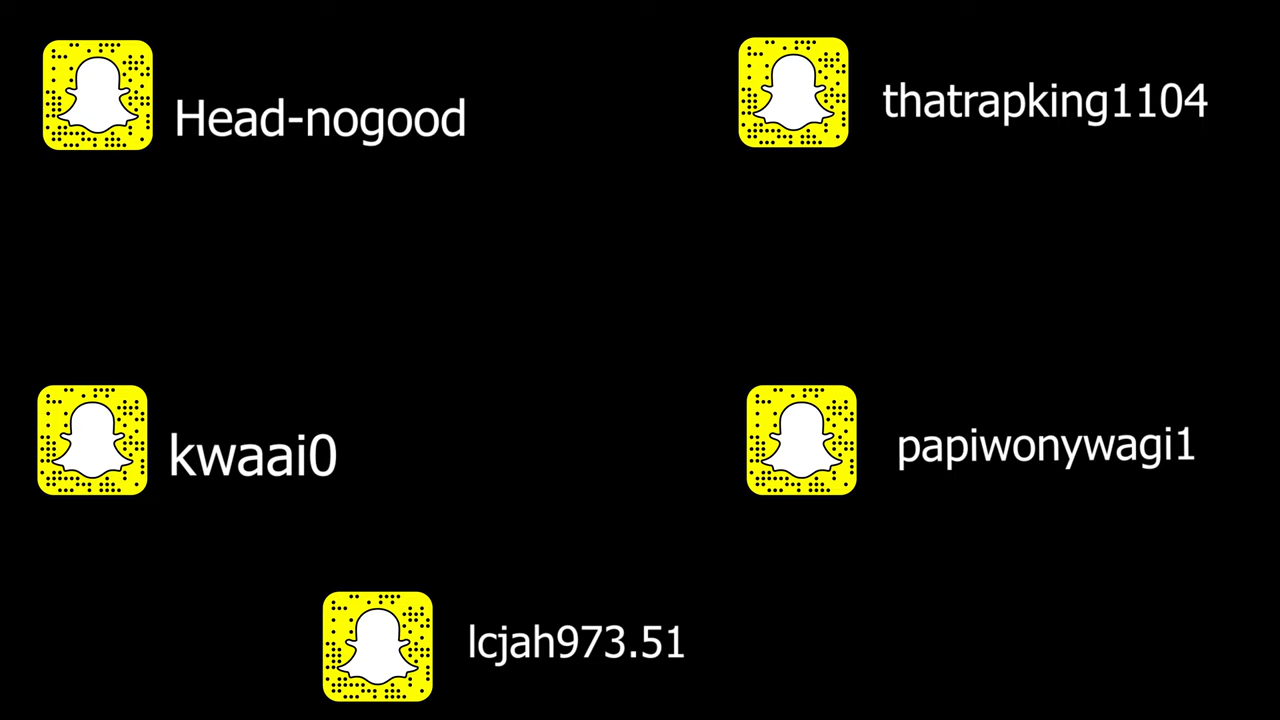 Head-nogood
thatrapking1104
kwaai0
papiwonywagi1
lcjah973.51